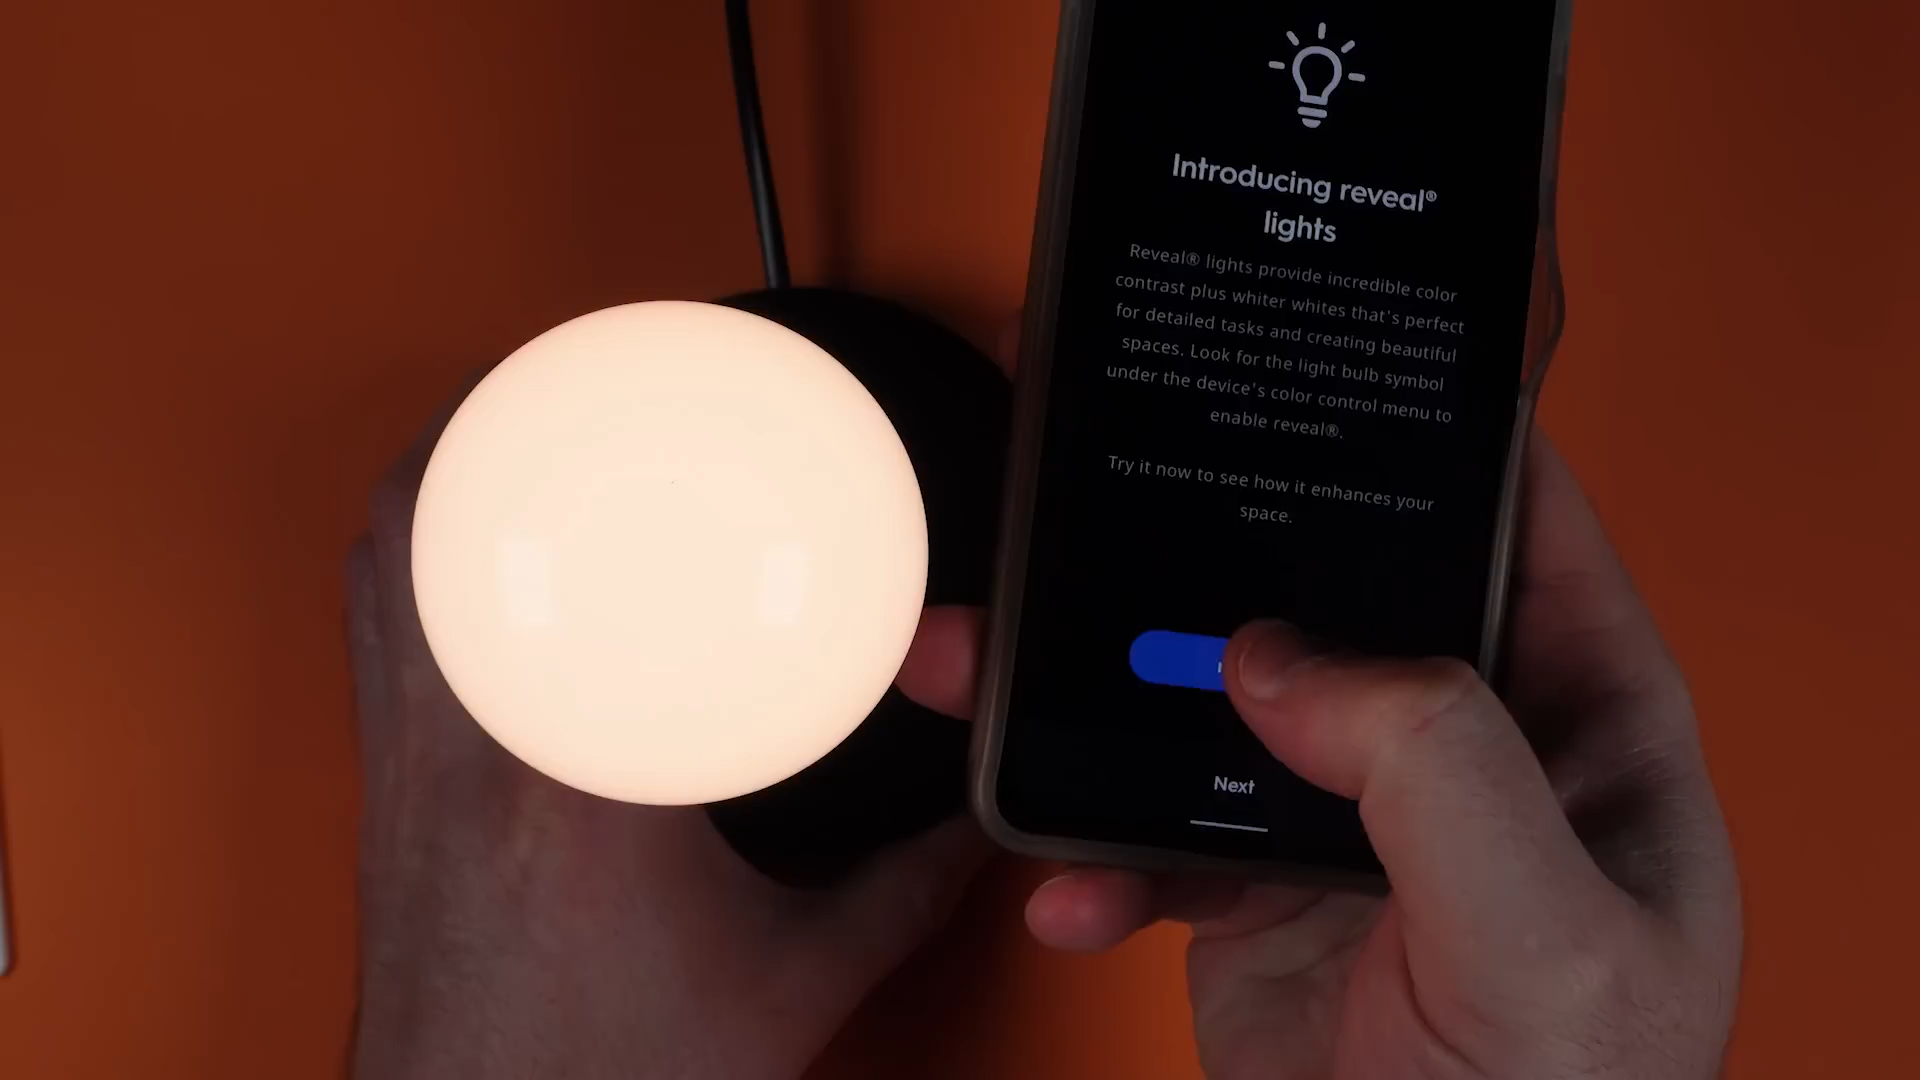 Introducing reveal®
lights
Reveal® lights provide incredible color
contrast plus whiter whites that's perfect
for detailed tasks and creating beautiful
spaces. Look for the light bulb symbol
under the device's color control menu to
enable reveal®.
Try it now to see how it enhances your
space.
Next